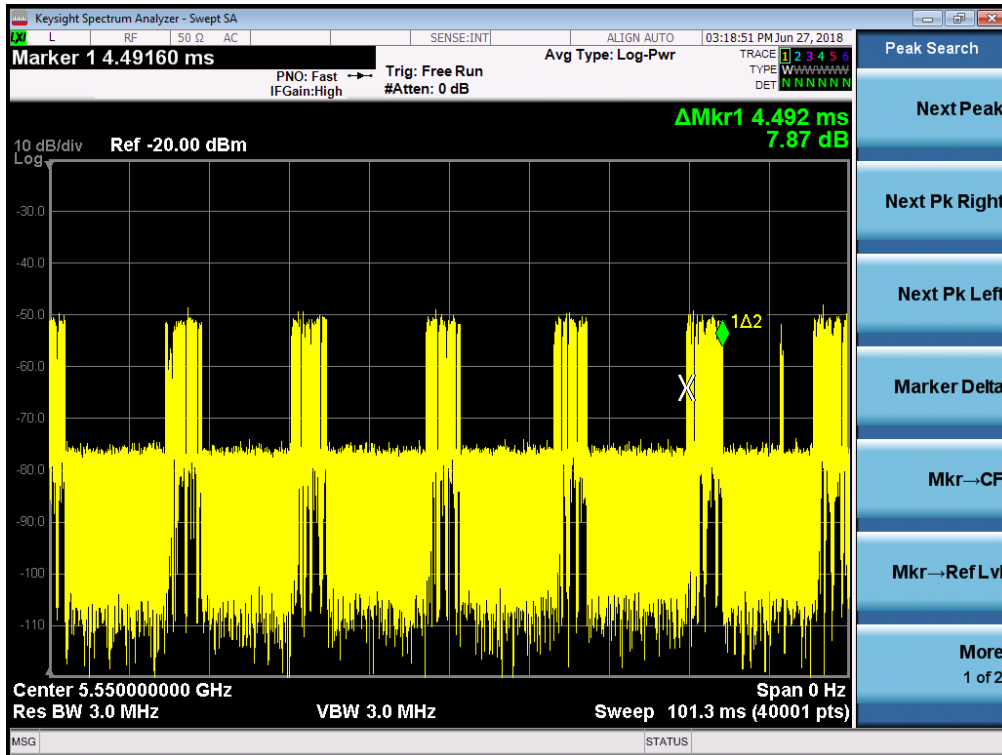 Keysight Spectrum Analyzer - Swept SA
LXI L RF 50 Ω AC SENSE:INT ALIGN AUTO 03:18:51 PM Jun 27, 2018
Marker 1 4.49160 ms
PNO: Fast Trig: Free Run
IFGain:High #Atten: 0 dB
Avg Type: Log-Pwr
TRACE 1 2 3 4 5 6
TYPE WWWWWW
DET N N N N N N
Peak Search
ΔMkr1 4.492 ms
7.87 dB
10 dB/div Ref -20.00 dBm
Log
-30.0
-40.0
-50.0
-60.0
-70.0
-80.0
-90.0
-100
-110
1Δ2
X
Center 5.550000000 GHz Span 0 Hz
Res BW 3.0 MHz VBW 3.0 MHz Sweep 101.3 ms (40001 pts)
MSG STATUS
Next Peak
Next Pk Right
Next Pk Left
Marker Delta
Mkr→CF
Mkr→Ref Lvl
More
1 of 2